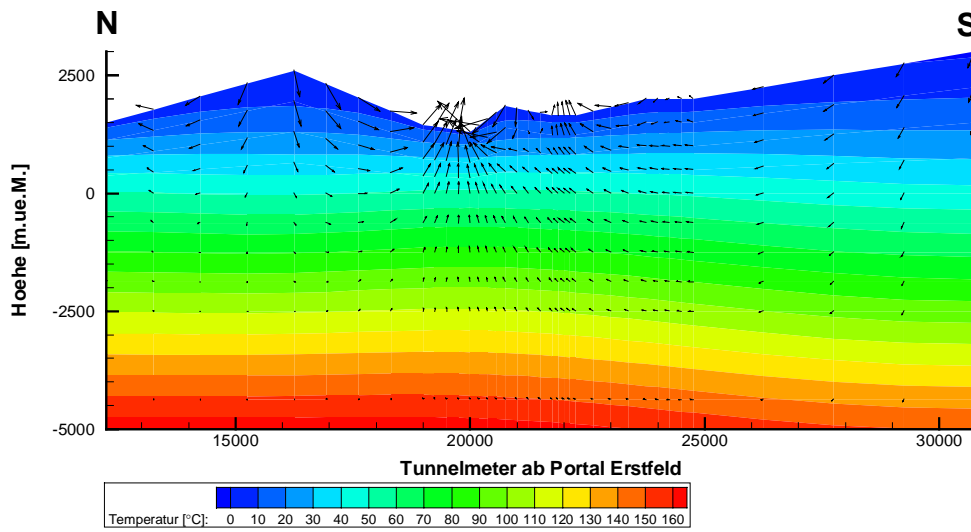 N S
2500
0
-2500
-5000
Hoehe [m.ue.M.]
15000 20000 25000 30000
Tunnelmeter ab Portal Erstfeld
Temperatur [°C]: 0 10 20 30 40 50 60 70 80 90 100 110 120 130 140 150 160